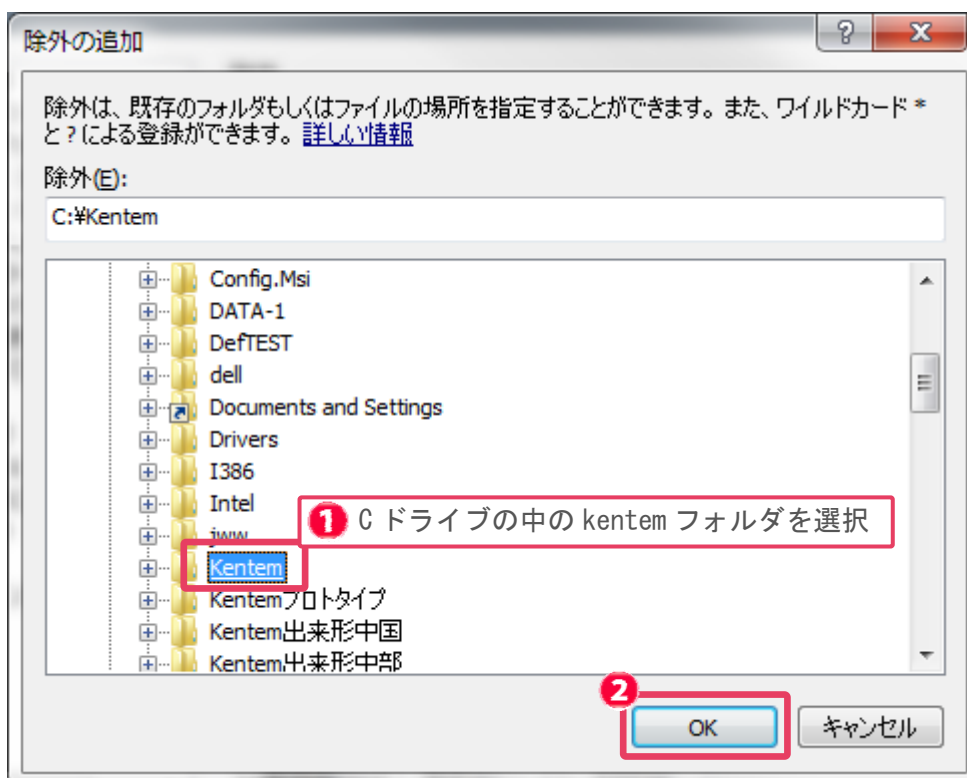 除外の追加
除外は、既存のフォルダもしくはファイルの場所を指定することができます。また、ワイルドカード *
と ? による登録ができます。詳しい情報
除外(E):
C:¥Kentem
Config.Msi
DATA-1
DefTEST
dell
Documents and Settings
Drivers
I386
Intel
1 C ドライブの中の kentem フォルダを選択
jww
Kentem
Kentemプロトタイプ
Kentem出来形中国
Kentem出来形中部
2
OK キャンセル